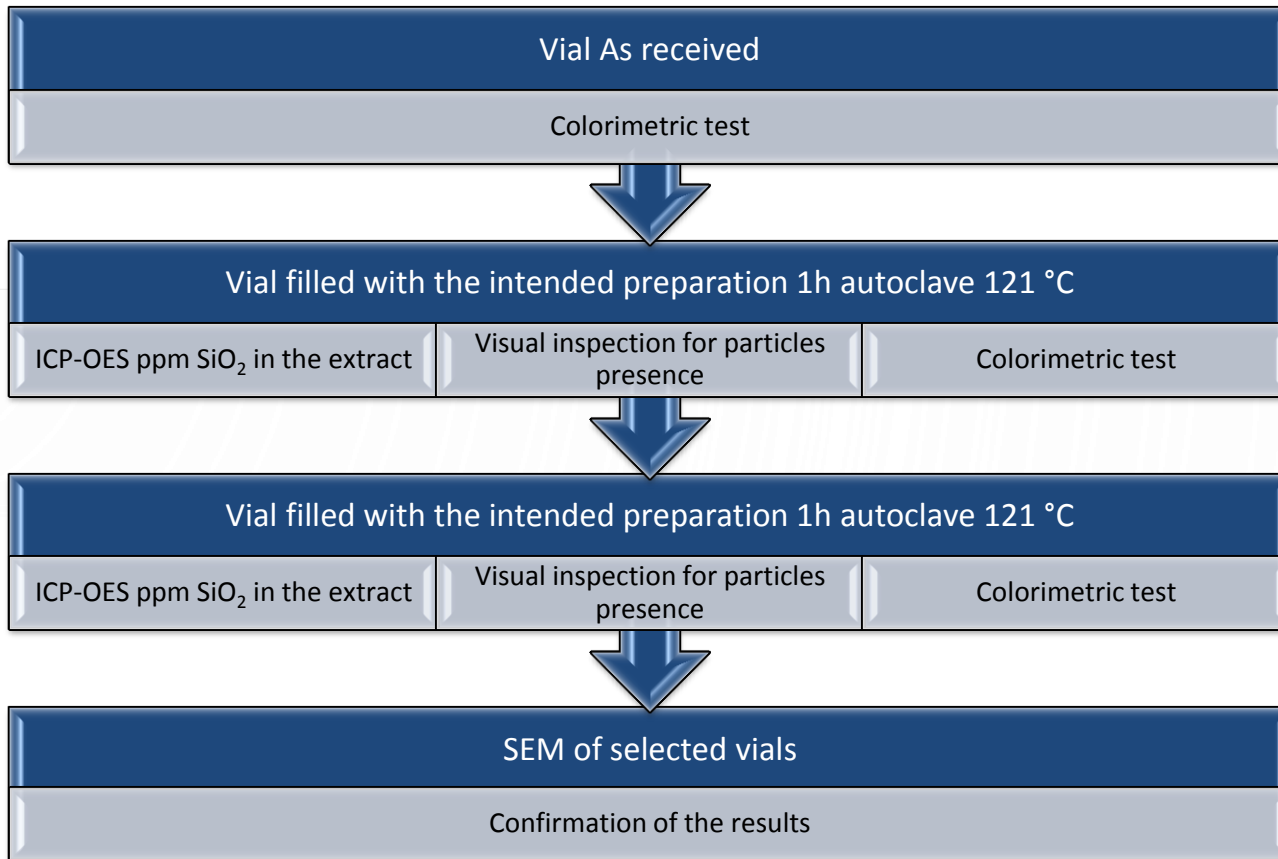 Vial As received
Colorimetric test
Vial filled with the intended preparation 1h autoclave 121 °C
ICP-OES ppm SiO₂ in the extract
Visual inspection for particles
presence
Colorimetric test
Vial filled with the intended preparation 1h autoclave 121 °C
ICP-OES ppm SiO₂ in the extract
Visual inspection for particles
presence
Colorimetric test
SEM of selected vials
Confirmation of the results